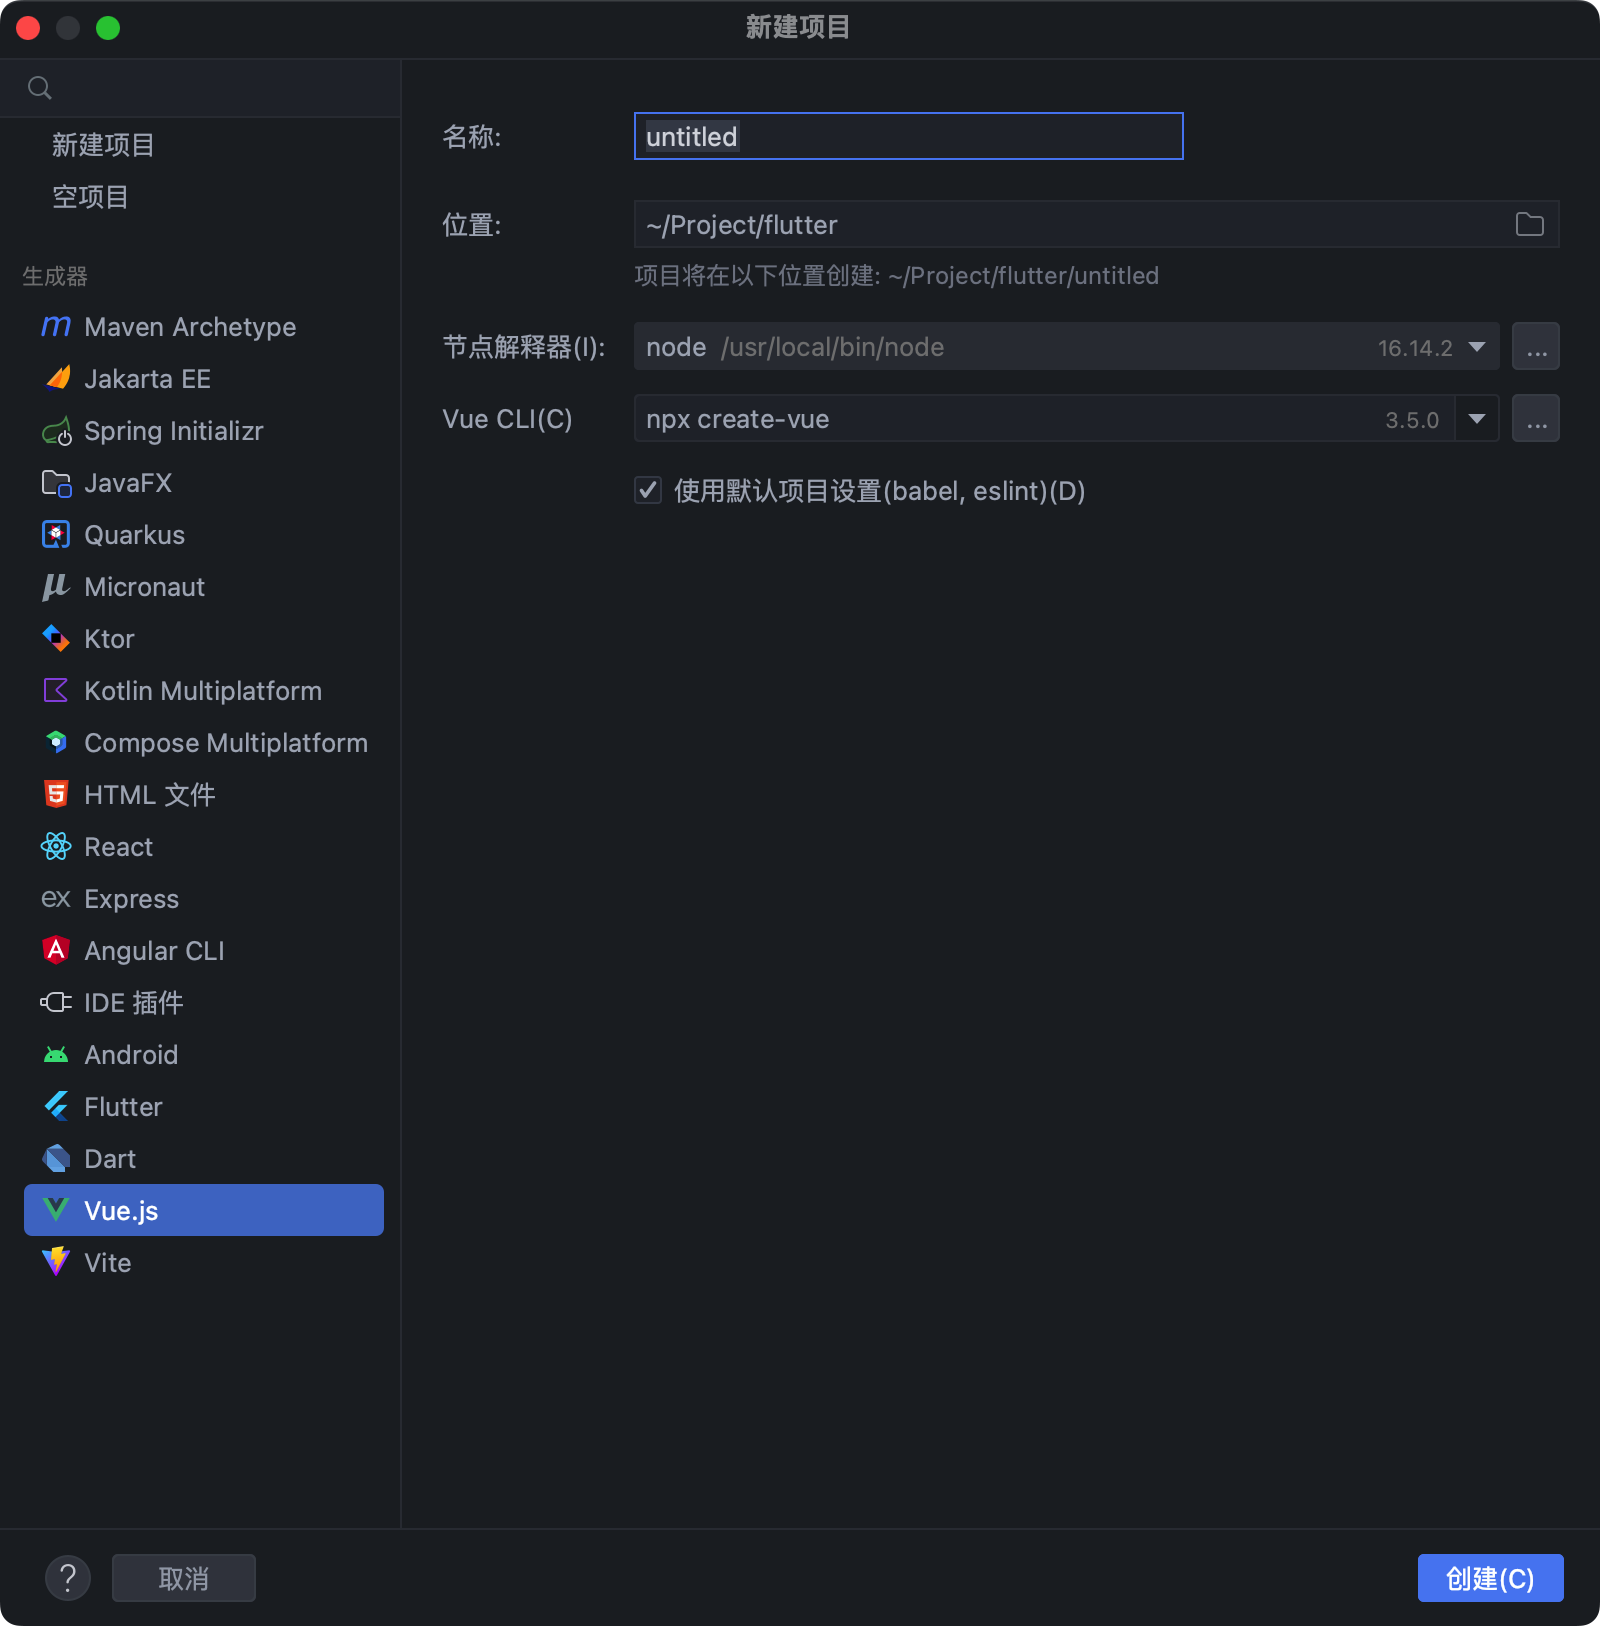 新建项目
新建项目
空项目
生成器
Maven Archetype
Jakarta EE
Spring Initializr
JavaFX
Quarkus
Micronaut
Ktor
Kotlin Multiplatform
Compose Multiplatform
HTML 文件
React
ex Express
Angular CLI
IDE 插件
Android
Flutter
Dart
Vue.js
Vite
名称: untitled
位置: ~/Project/flutter
项目将在以下位置创建: ~/Project/flutter/untitled
节点解释器(I): node /usr/local/bin/node 16.14.2 ...
Vue CLI(C) npx create-vue 3.5.0 ...
使用默认项目设置(babel, eslint)(D)
? 取消 创建(C)